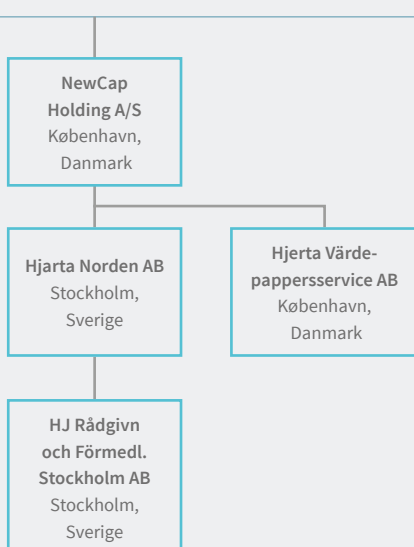 NewCap
Holding A/S
København,
Danmark
Hjarta Norden AB
Stockholm,
Sverige
Hjerta Värde-
pappersservice AB
København,
Danmark
HJ Rådgivn
och Förmedl.
Stockholm AB
Stockholm,
Sverige